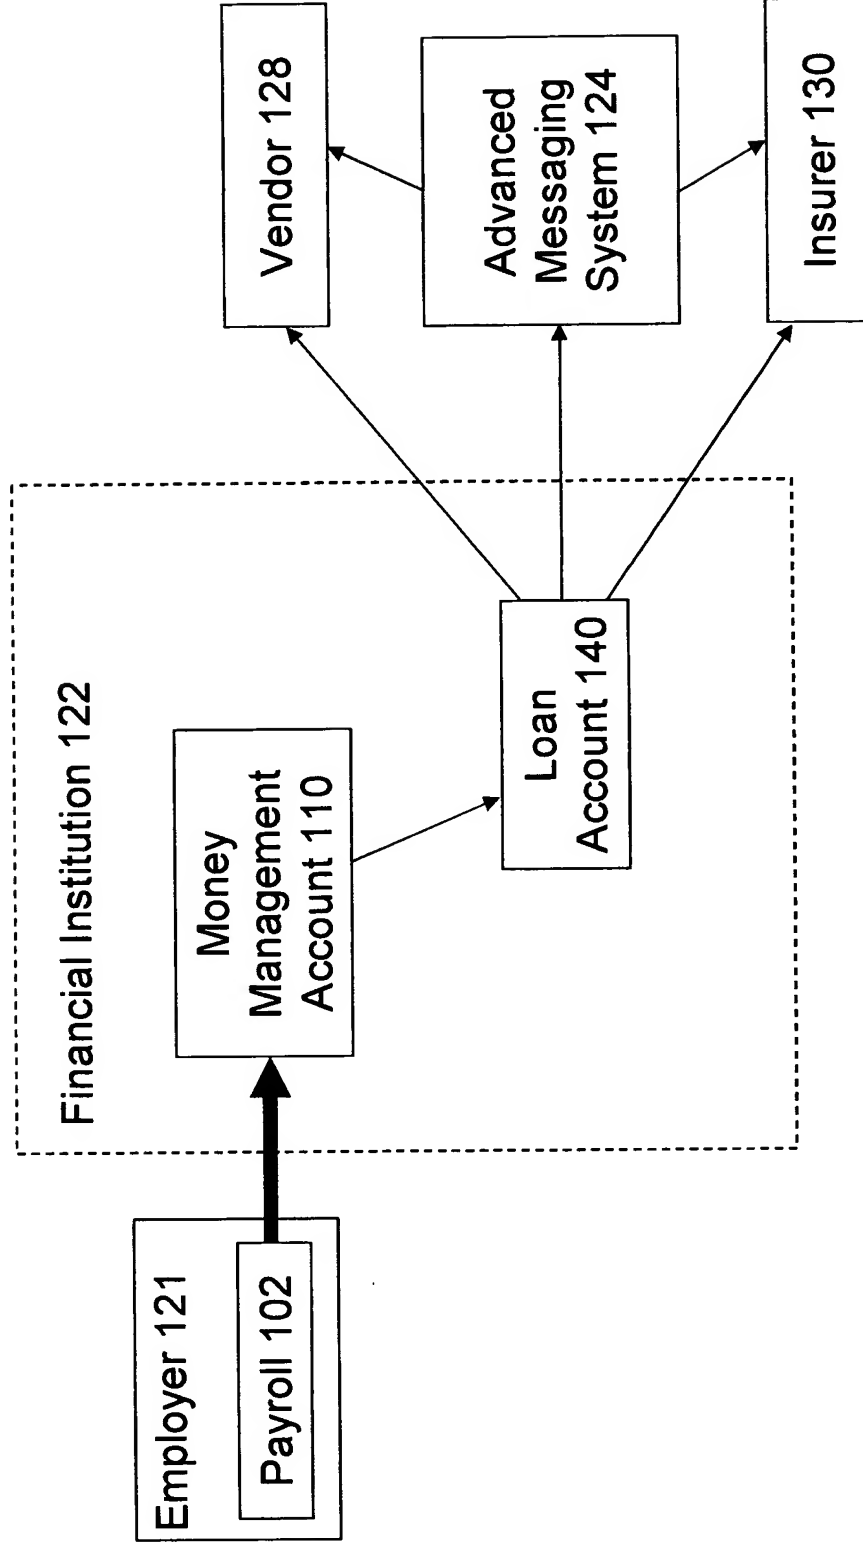 Employer 121
Payroll 102
Financial Institution 122
Money
Management
Account 110
Loan
Account 140
Vendor 128
Advanced
Messaging
System 124
Insurer 130